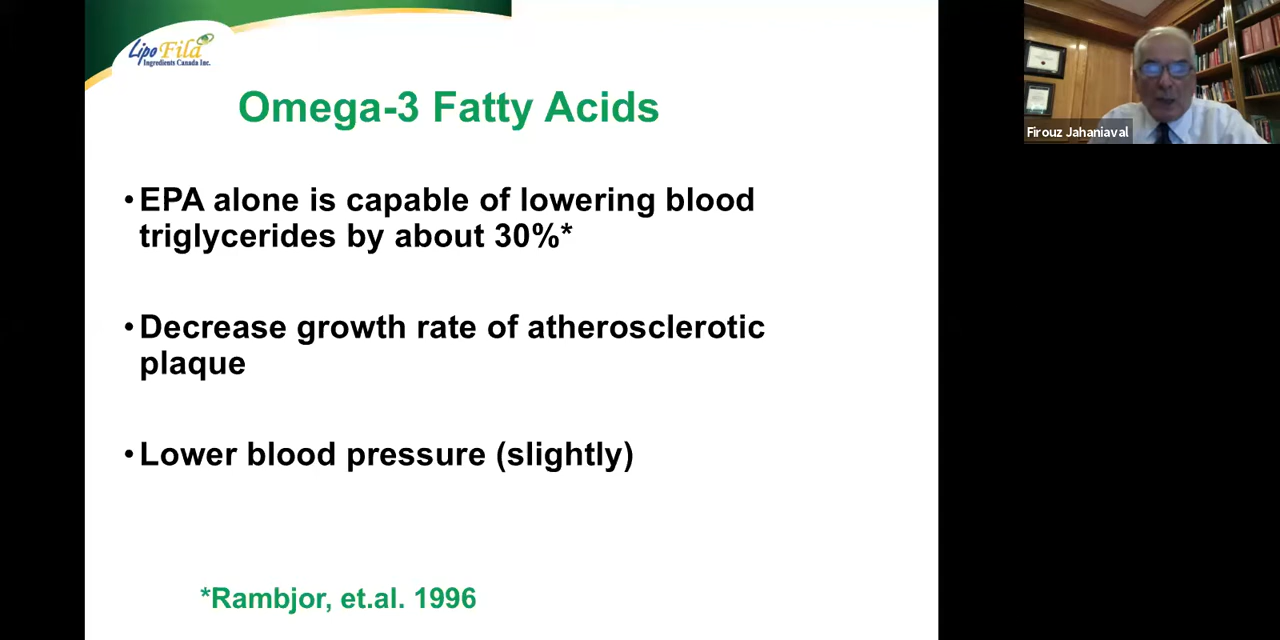 Lipo Fila
Ingredients Canada Inc.
Omega-3 Fatty Acids
•EPA alone is capable of lowering blood
triglycerides by about 30%*
•Decrease growth rate of atherosclerotic
plaque
•Lower blood pressure (slightly)
*Rambjor, et.al. 1996
Firouz Jahaniaval